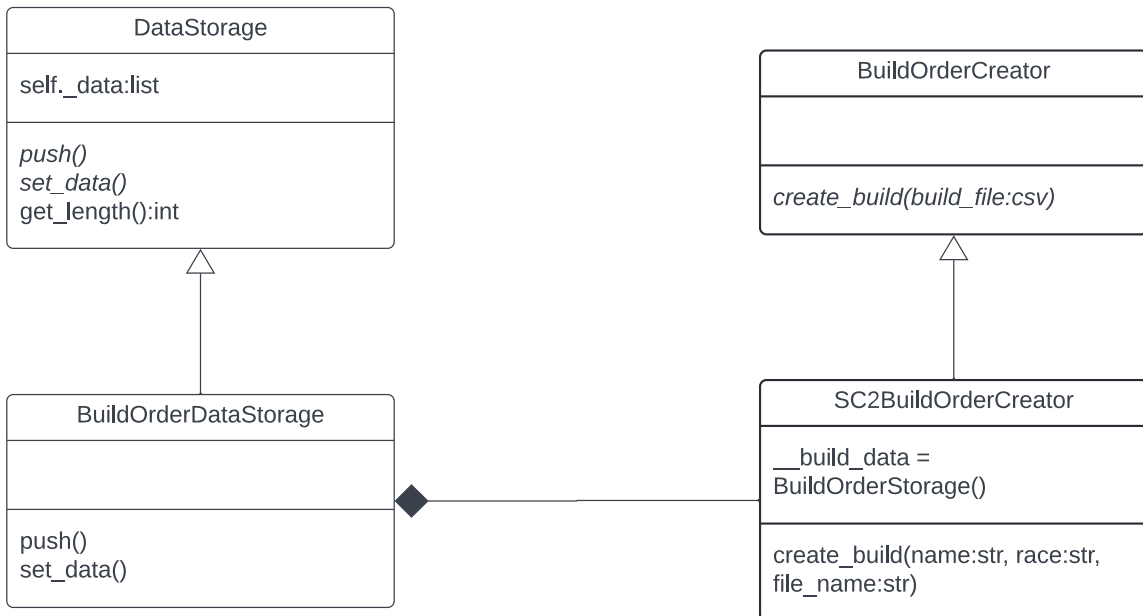 DataStorage
self._data:list
push()
set_data()
get_length():int
BuildOrderCreator
create_build(build_file:csv)
BuildOrderDataStorage
push()
set_data()
SC2BuildOrderCreator
__build_data =
BuildOrderStorage()
create_build(name:str, race:str,
file_name:str)